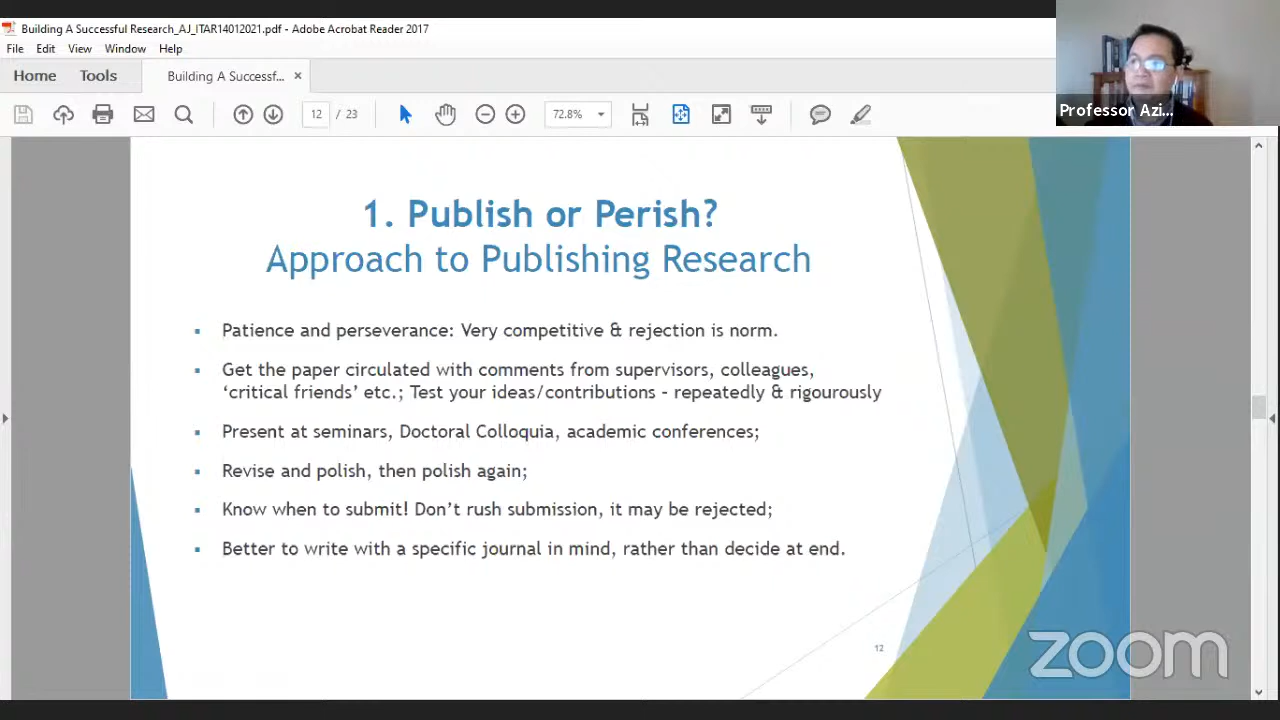 Building A Successful Research_AJ_ITAR14012021.pdf - Adobe Acrobat Reader 2017
File Edit View Window Help
Home Tools Building A Successf... ×
12 / 23 72.8%
Professor Azi...
1. Publish or Perish?
Approach to Publishing Research
▪ Patience and perseverance: Very competitive & rejection is norm.
▪ Get the paper circulated with comments from supervisors, colleagues,
‘critical friends’ etc.; Test your ideas/contributions – repeatedly & rigourously
▪ Present at seminars, Doctoral Colloquia, academic conferences;
▪ Revise and polish, then polish again;
▪ Know when to submit! Don’t rush submission, it may be rejected;
▪ Better to write with a specific journal in mind, rather than decide at end.
12
zoom